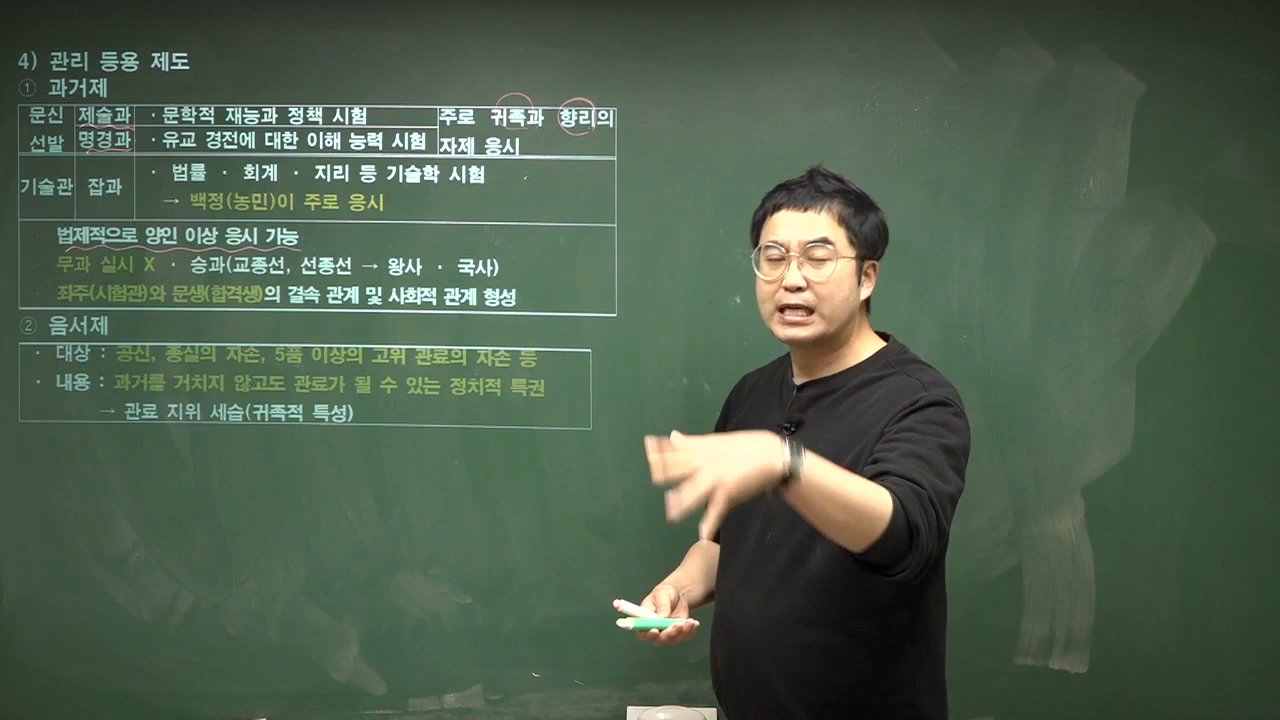 4) 관리 등용 제도
① 과거제
문신 선발
제술과 · 문학적 재능과 정책 시험
명경과 · 유교 경전에 대한 이해 능력 시험
주로 귀족과 향리의
자제 응시
기술관 잡과
· 법률 · 회계 · 지리 등 기술학 시험
→ 백정(농민)이 주로 응시
법제적으로 양인 이상 응시 가능
무과 실시 X · 승과(교종선, 선종선 → 왕사 · 국사)
좌주(시험관)와 문생(합격생)의 결속 관계 및 사회적 관계 형성
② 음서제
· 대상 : 공신, 종실의 자손, 5품 이상의 고위 관료의 자손 등
· 내용 : 과거를 거치지 않고도 관료가 될 수 있는 정치적 특권
→ 관료 지위 세습(귀족적 특성)